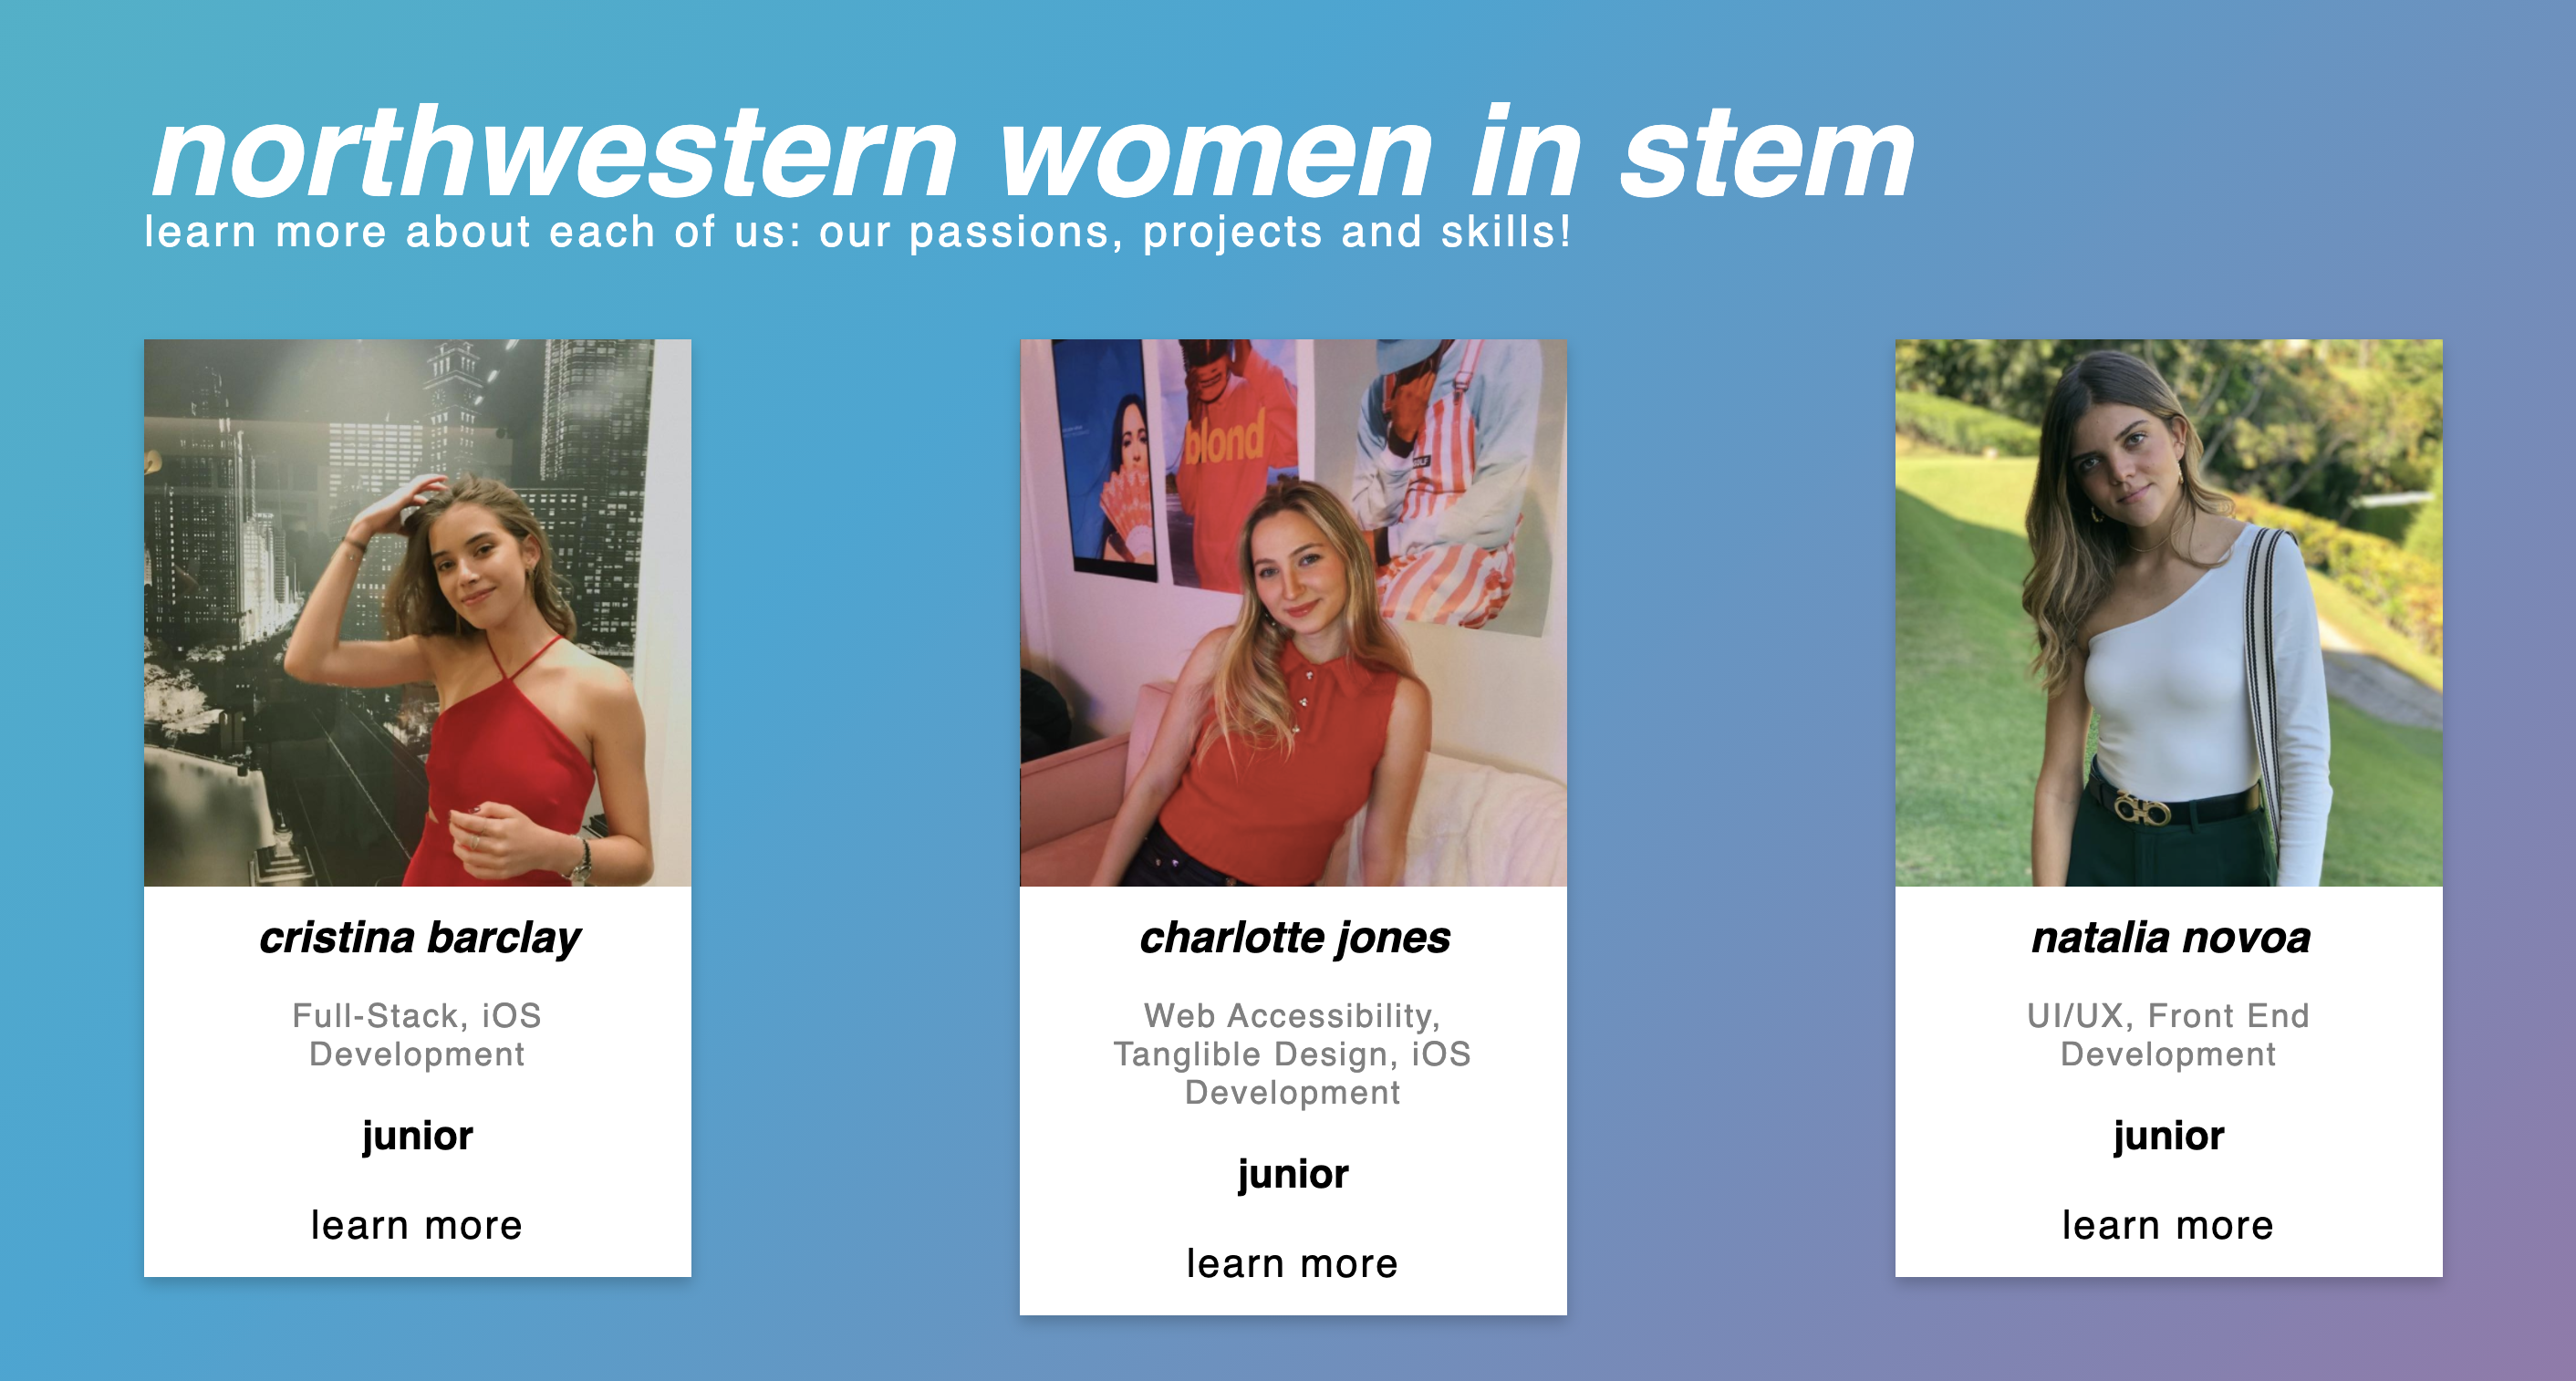 northwestern women in stem
learn more about each of us: our passions, projects and skills!
blond
cristina barclay
Full-Stack, iOS
Development
junior
learn more
charlotte jones
Web Accessibility,
Tanglible Design, iOS
Development
junior
learn more
natalia novoa
UI/UX, Front End
Development
junior
learn more